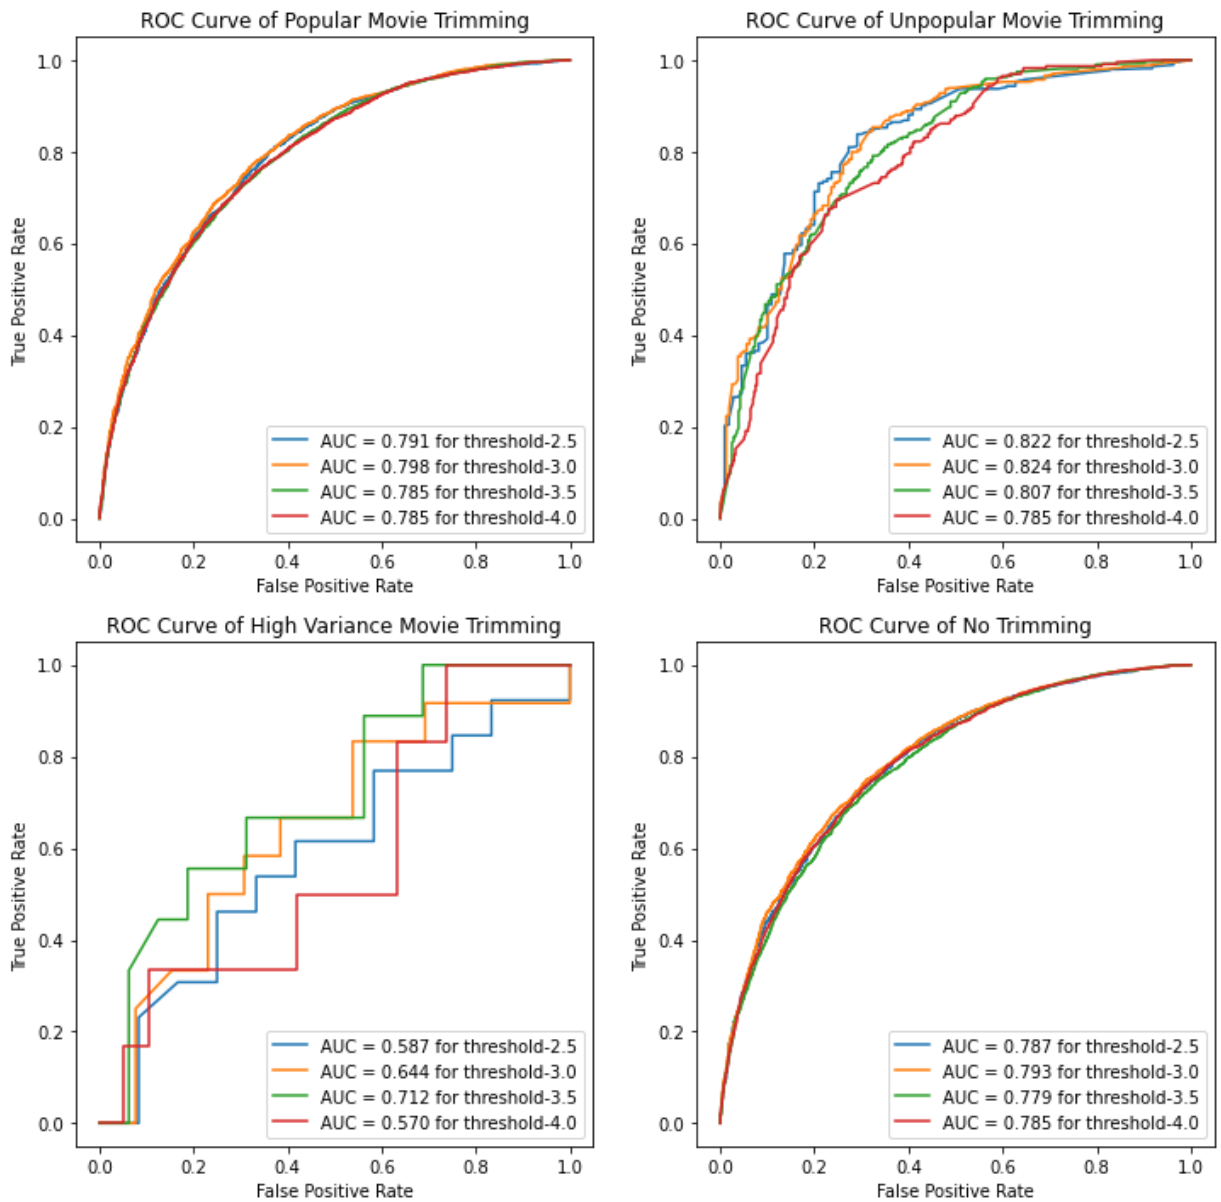 ROC Curve of Popular Movie Trimming
True Positive Rate
1.0
0.8
0.6
0.4
0.2
0.0
AUC = 0.791 for threshold-2.5
AUC = 0.798 for threshold-3.0
AUC = 0.785 for threshold-3.5
AUC = 0.785 for threshold-4.0
0.0 0.2 0.4 0.6 0.8 1.0
False Positive Rate
ROC Curve of Unpopular Movie Trimming
True Positive Rate
1.0
0.8
0.6
0.4
0.2
0.0
AUC = 0.822 for threshold-2.5
AUC = 0.824 for threshold-3.0
AUC = 0.807 for threshold-3.5
AUC = 0.785 for threshold-4.0
0.0 0.2 0.4 0.6 0.8 1.0
False Positive Rate
ROC Curve of High Variance Movie Trimming
True Positive Rate
1.0
0.8
0.6
0.4
0.2
0.0
AUC = 0.587 for threshold-2.5
AUC = 0.644 for threshold-3.0
AUC = 0.712 for threshold-3.5
AUC = 0.570 for threshold-4.0
0.0 0.2 0.4 0.6 0.8 1.0
False Positive Rate
ROC Curve of No Trimming
True Positive Rate
1.0
0.8
0.6
0.4
0.2
0.0
AUC = 0.787 for threshold-2.5
AUC = 0.793 for threshold-3.0
AUC = 0.779 for threshold-3.5
AUC = 0.785 for threshold-4.0
0.0 0.2 0.4 0.6 0.8 1.0
False Positive Rate